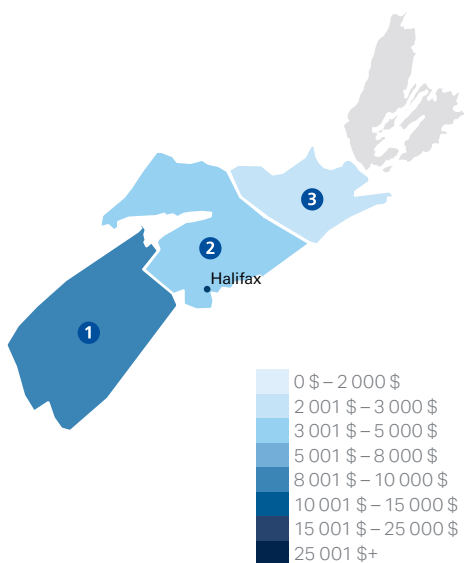 3
2
Halifax
1
0 $ – 2 000 $
2 001 $ – 3 000 $
3 001 $ – 5 000 $
5 001 $ – 8 000 $
8 001 $ – 10 000 $
10 001 $ – 15 000 $
15 001 $ – 25 000 $
25 001 $+